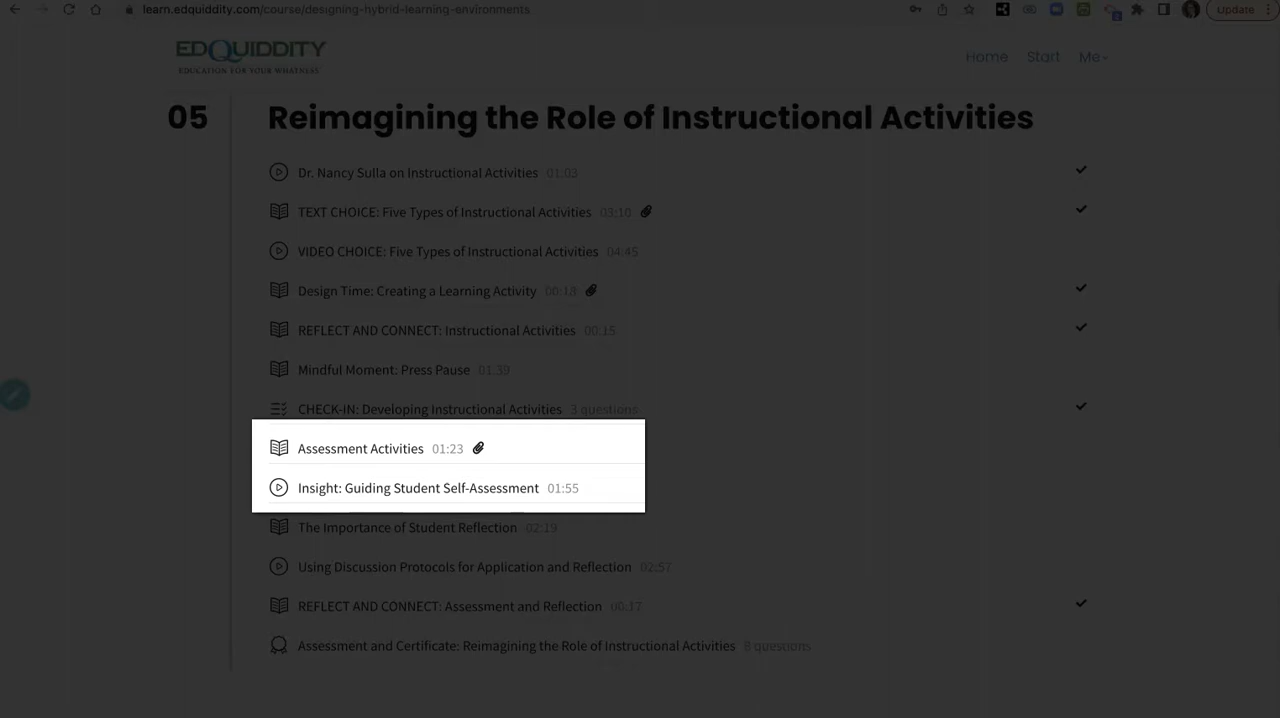 learn.edquiddity.com/course/designing-hybrid-learning-environments
Update
2
EDQUIDDITY
EDUCATION FOR YOUR WHATNESS
Home Start Me
05 Reimagining the Role of Instructional Activities
Dr. Nancy Sulla on Instructional Activities 01:03
TEXT CHOICE: Five Types of Instructional Activities 03:10
VIDEO CHOICE: Five Types of Instructional Activities 04:45
Design Time: Creating a Learning Activity 00:18
REFLECT AND CONNECT: Instructional Activities 00:15
Mindful Moment: Press Pause 01:39
CHECK-IN: Developing Instructional Activities 3 questions
Assessment Activities 01:23
Insight: Guiding Student Self-Assessment 01:55
The Importance of Student Reflection 02:19
Using Discussion Protocols for Application and Reflection 02:57
REFLECT AND CONNECT: Assessment and Reflection 00:17
Assessment and Certificate: Reimagining the Role of Instructional Activities 8 questions